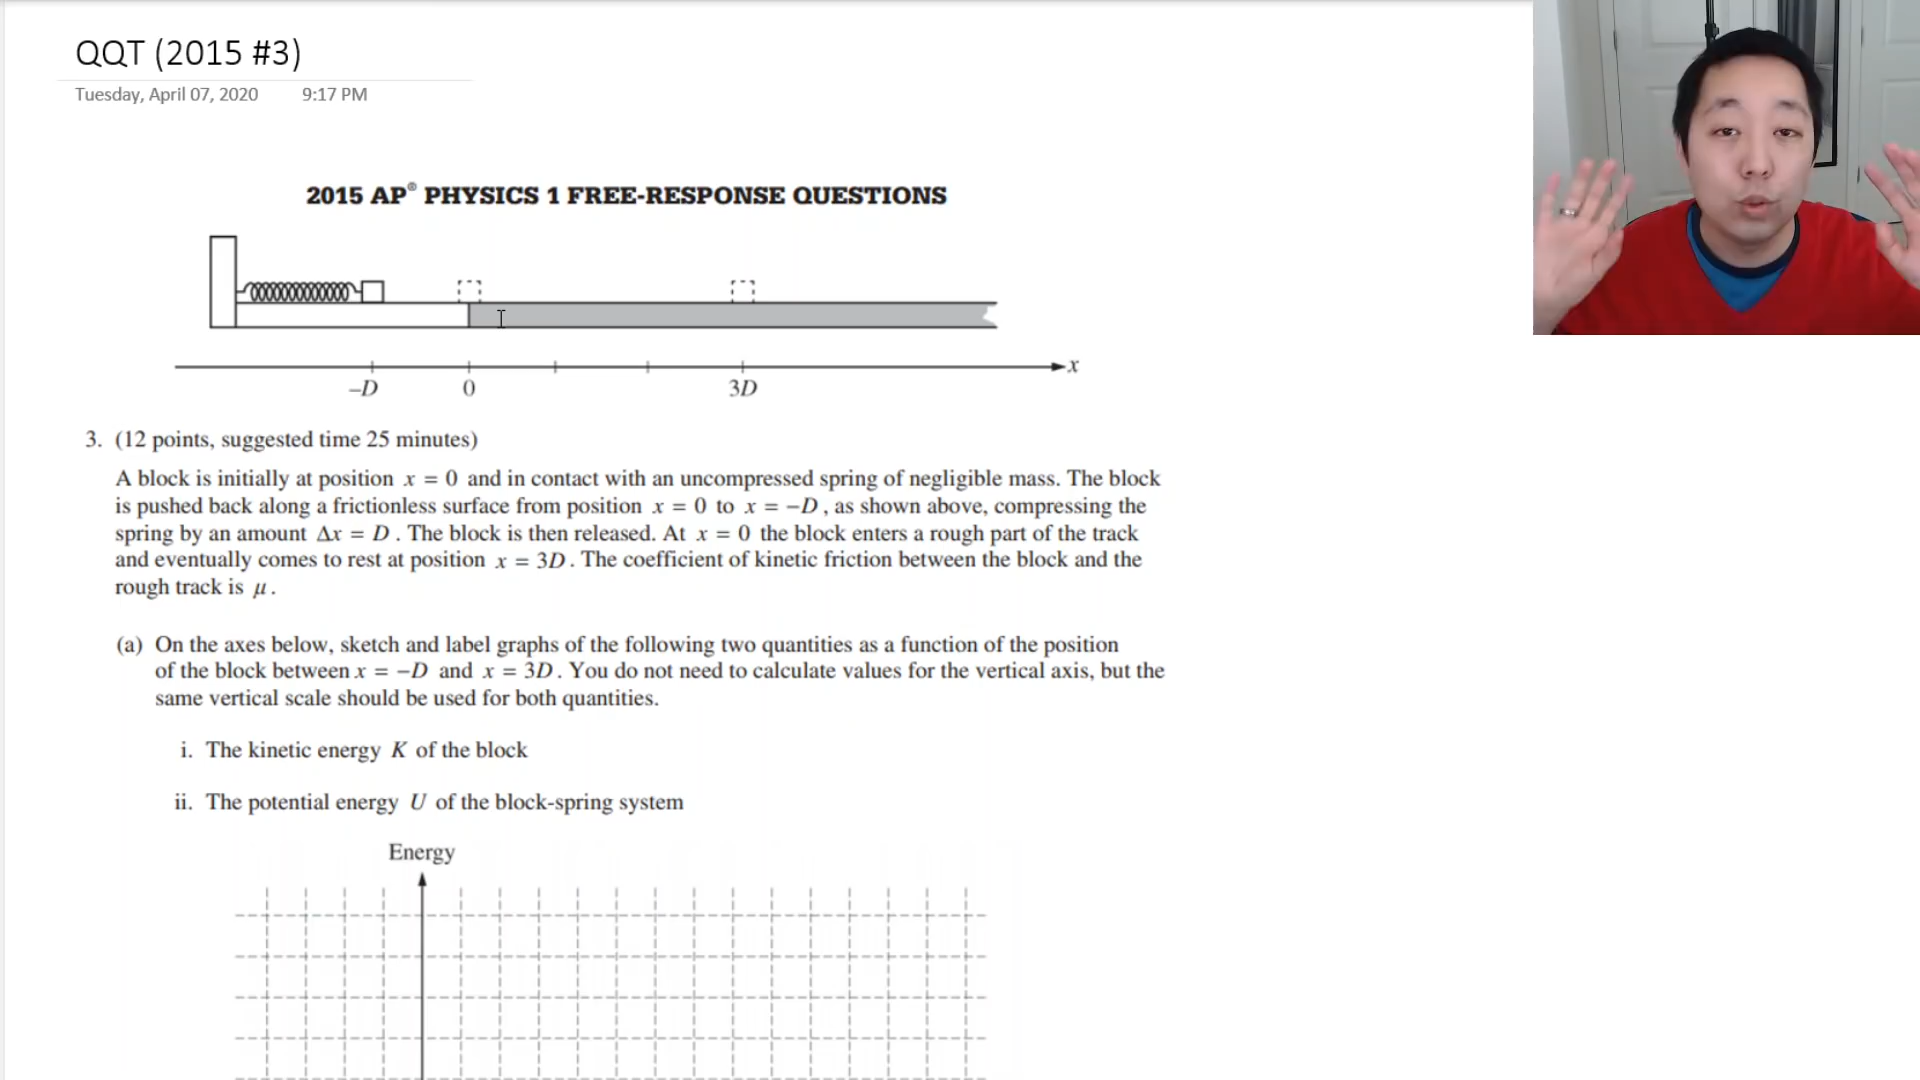 QQT (2015 #3)
Tuesday, April 07, 2020 9:17 PM
2015 AP® PHYSICS 1 FREE-RESPONSE QUESTIONS
–D 0 3D x
3. (12 points, suggested time 25 minutes)
A block is initially at position x = 0 and in contact with an uncompressed spring of negligible mass. The block
is pushed back along a frictionless surface from position x = 0 to x = −D, as shown above, compressing the
spring by an amount Δx = D. The block is then released. At x = 0 the block enters a rough part of the track
and eventually comes to rest at position x = 3D. The coefficient of kinetic friction between the block and the
rough track is μ.
(a) On the axes below, sketch and label graphs of the following two quantities as a function of the position
of the block between x = −D and x = 3D. You do not need to calculate values for the vertical axis, but the
same vertical scale should be used for both quantities.
i. The kinetic energy K of the block
ii. The potential energy U of the block-spring system
Energy